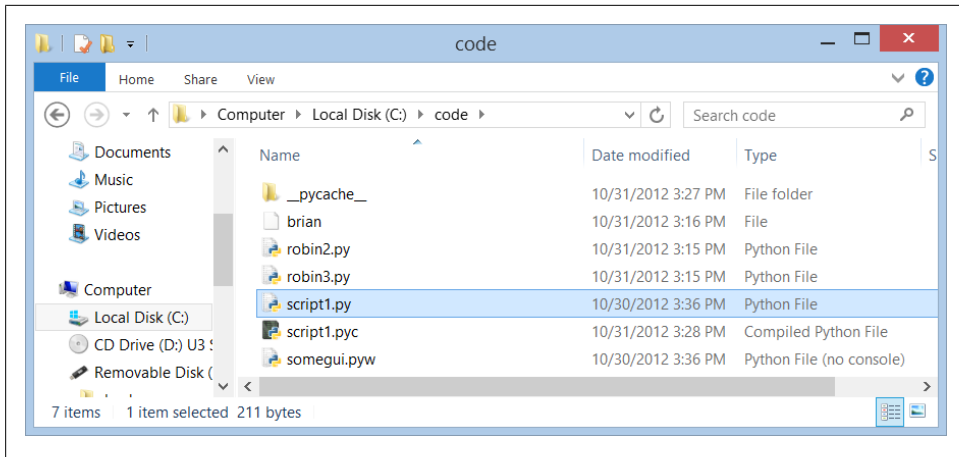 code
File Home Share View
Computer Local Disk (C:) code Search code
Documents
Music
Pictures
Videos
Computer
Local Disk (C:)
CD Drive (D:) U3 S
Removable Disk (
Name Date modified Type S
__pycache__ 10/31/2012 3:27 PM File folder
brian 10/31/2012 3:16 PM File
robin2.py 10/31/2012 3:15 PM Python File
robin3.py 10/31/2012 3:15 PM Python File
script1.py 10/30/2012 3:36 PM Python File
script1.pyc 10/31/2012 3:28 PM Compiled Python File
somegui.pyw 10/30/2012 3:36 PM Python File (no console)
7 items 1 item selected 211 bytes